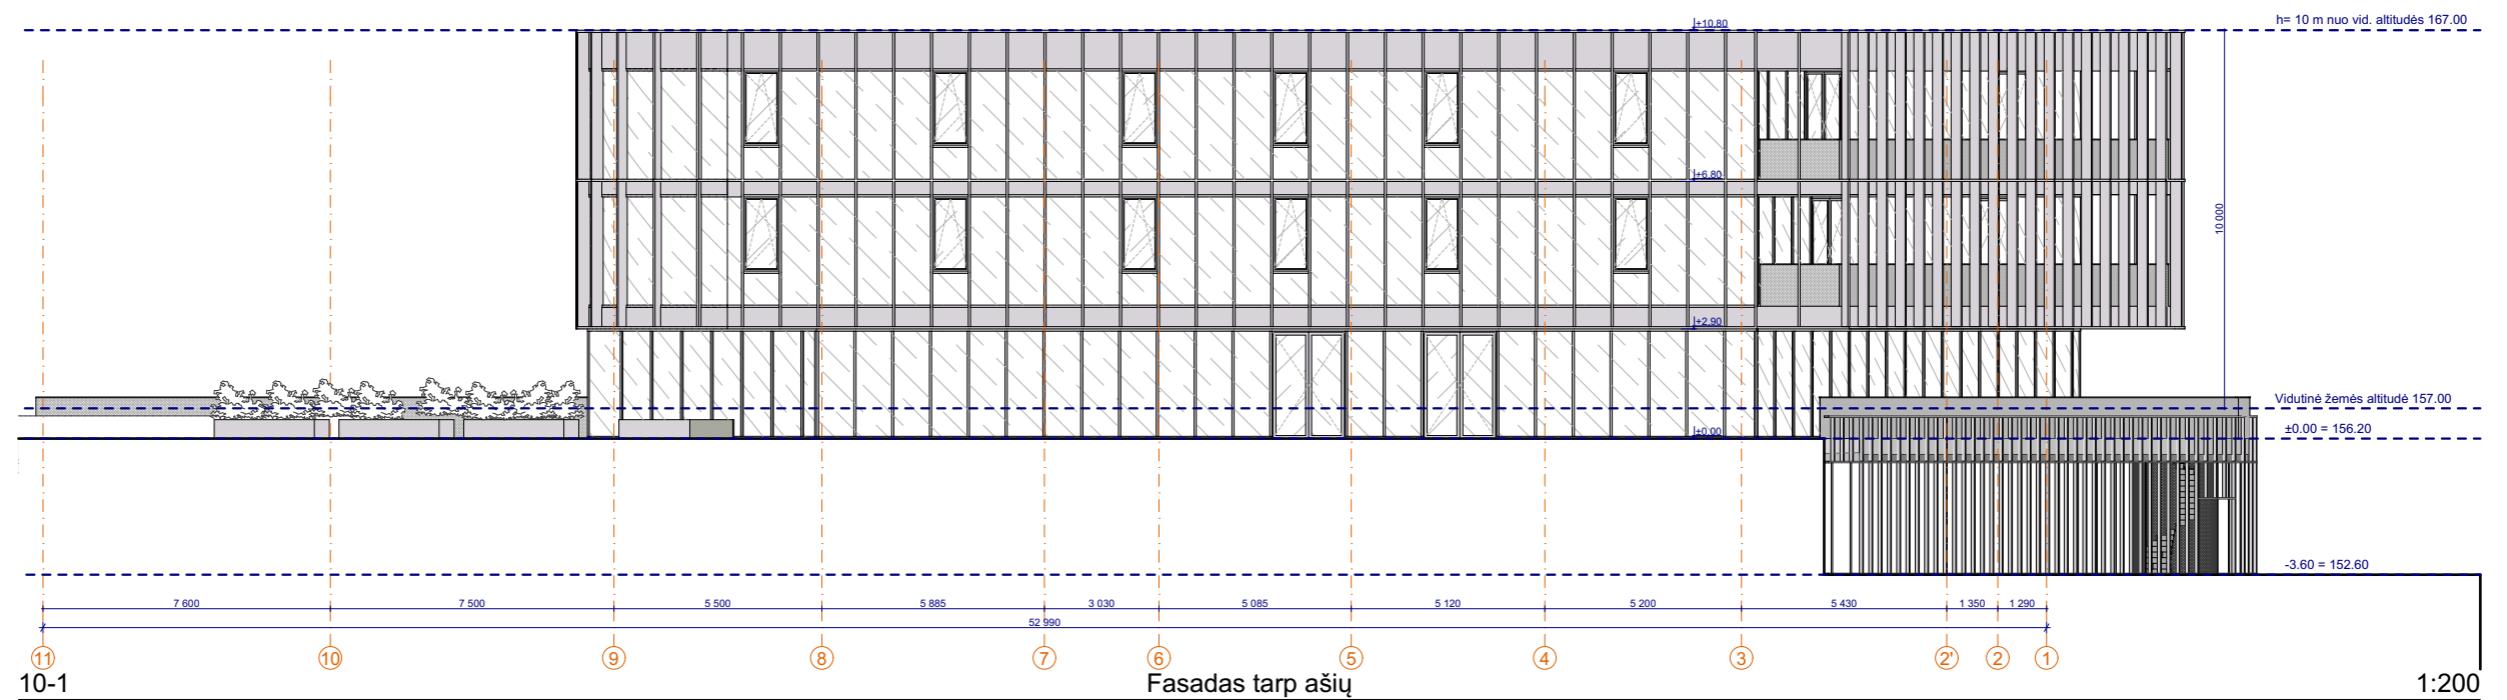 +10.80
h= 10 m nuo vid. altitudės 167.00
+6.80
10 000
+2.90
Vidutinė žemės altitudė 157.00
±0.00
±0.00 = 156.20
-3.60 = 152.60
7 600 7 500 5 500 5 885 3 030 5 085 5 120 5 200 5 430 1 350 1 290
52 990
11 10 9 8 7 6 5 4 3 2' 2 1
10-1 Fasadas tarp ašių 1:200